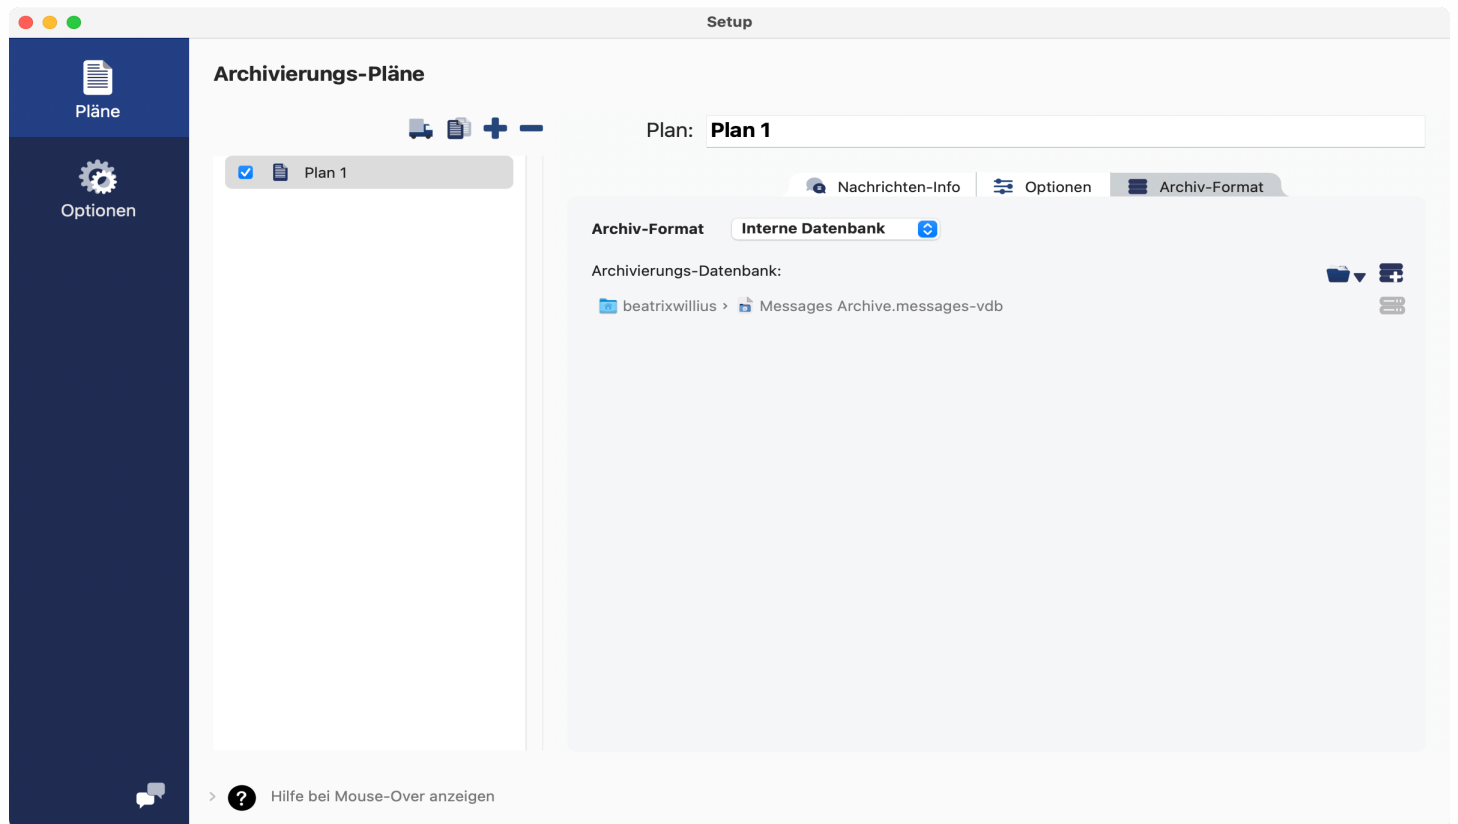 Setup
Pläne
Optionen
Archivierungs-Pläne
Plan 1
Plan: Plan 1
Nachrichten-Info Optionen Archiv-Format
Archiv-Format Interne Datenbank
Archivierungs-Datenbank:
beatrixwillius › Messages Archive.messages-vdb
? Hilfe bei Mouse-Over anzeigen